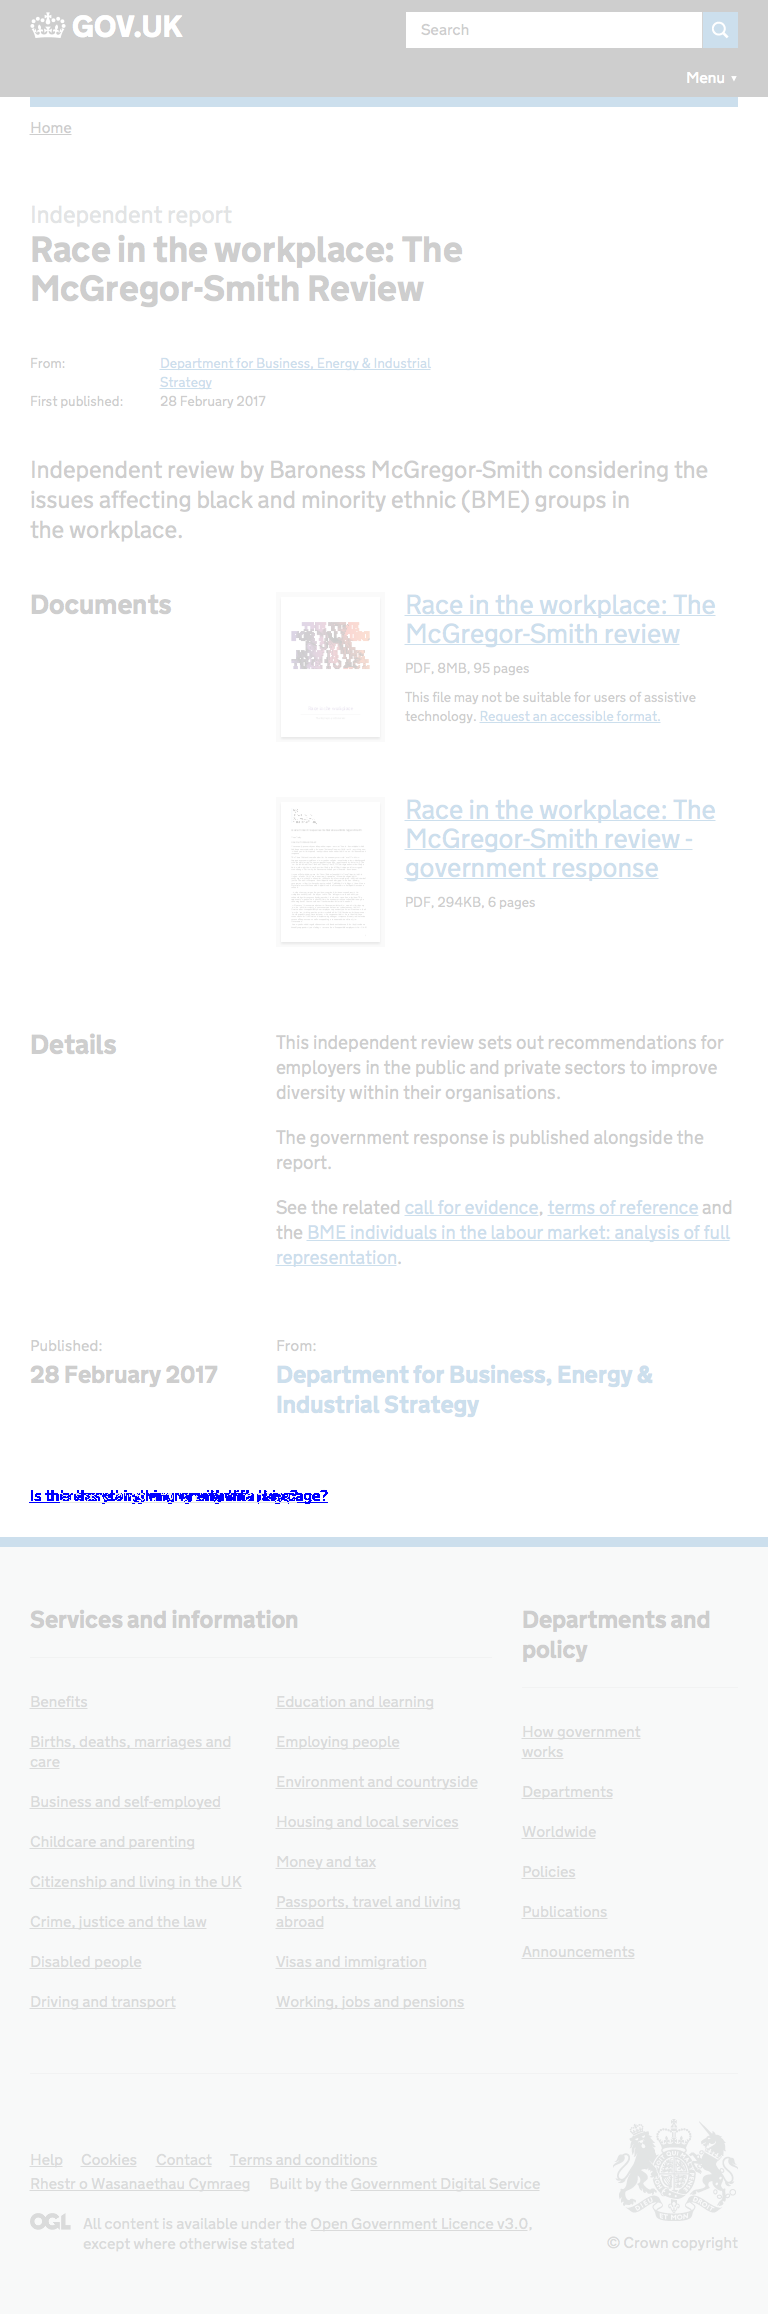 GOV.UK
Search
Menu ▼
Home
Independent report
Race in the workplace: The
McGregor-Smith Review
From: Department for Business, Energy & Industrial
Strategy
First published: 28 February 2017
Independent review by Baroness McGregor-Smith considering the
issues affecting black and minority ethnic (BME) groups in
the workplace.
Documents
THE TIME
FOR TALKING
IS OVER.
NOW IS THE
TIME TO ACT.
Race in the workplace: The
McGregor-Smith review
PDF, 8MB, 95 pages
This file may not be suitable for users of assistive
technology. Request an accessible format.
Race in the workplace: The
McGregor-Smith review -
government response
PDF, 294KB, 6 pages
Details
This independent review sets out recommendations for
employers in the public and private sectors to improve
diversity within their organisations.
The government response is published alongside the
report.
See the related call for evidence, terms of reference and
the BME individuals in the labour market: analysis of full
representation.
Published:
28 February 2017
From:
Department for Business, Energy &
Industrial Strategy
Services and information
Benefits
Births, deaths, marriages and
care
Business and self-employed
Childcare and parenting
Citizenship and living in the UK
Crime, justice and the law
Disabled people
Driving and transport
Education and learning
Employing people
Environment and countryside
Housing and local services
Money and tax
Passports, travel and living
abroad
Visas and immigration
Working, jobs and pensions
Departments and
policy
How government
works
Departments
Worldwide
Policies
Publications
Announcements
Help Cookies Contact Terms and conditions
Rhestr o Wasanaethau Cymraeg Built by the Government Digital Service
OGL All content is available under the Open Government Licence v3.0,
except where otherwise stated
© Crown copyright